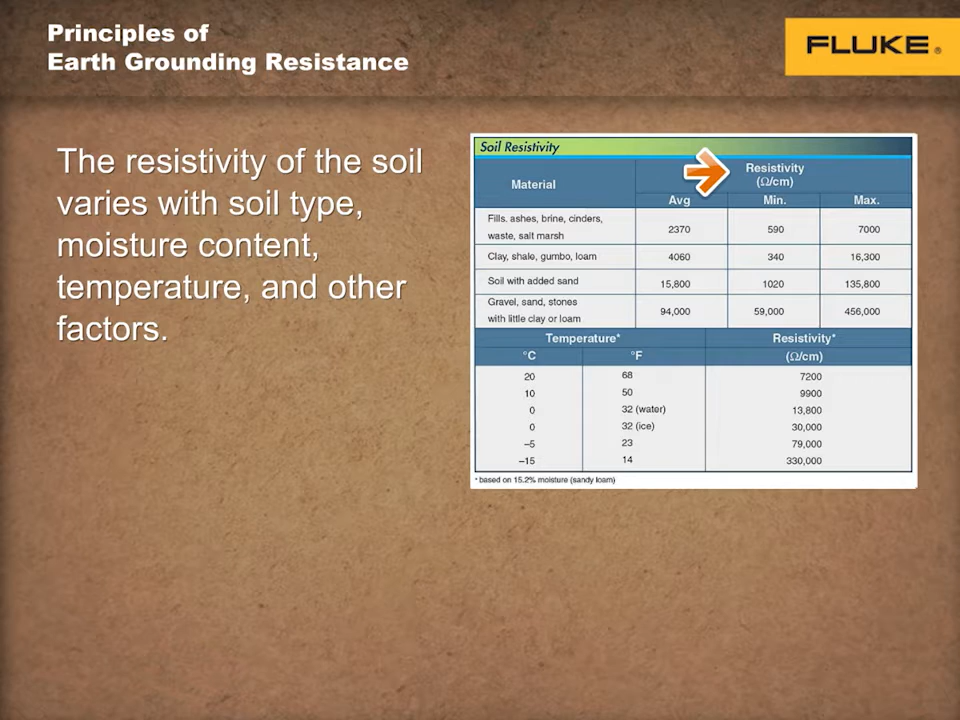 Principles of
Earth Grounding Resistance
FLUKE®
The resistivity of the soil
varies with soil type,
moisture content,
temperature, and other
factors.
Soil Resistivity
Material
Resistivity
(Ω/cm)
Avg Min. Max.
Fills. ashes, brine, cinders,
waste, salt marsh
2370 590 7000
Clay, shale, gumbo, loam 4060 340 16,300
Soil with added sand 15,800 1020 135,800
Gravel, sand, stones
with little clay or loam
94,000 59,000 456,000
Temperature* Resistivity*
°C °F (Ω/cm)
20 68 7200
10 50 9900
0 32 (water) 13,800
0 32 (ice) 30,000
–5 23 79,000
–15 14 330,000
* based on 15.2% moisture (sandy loam)